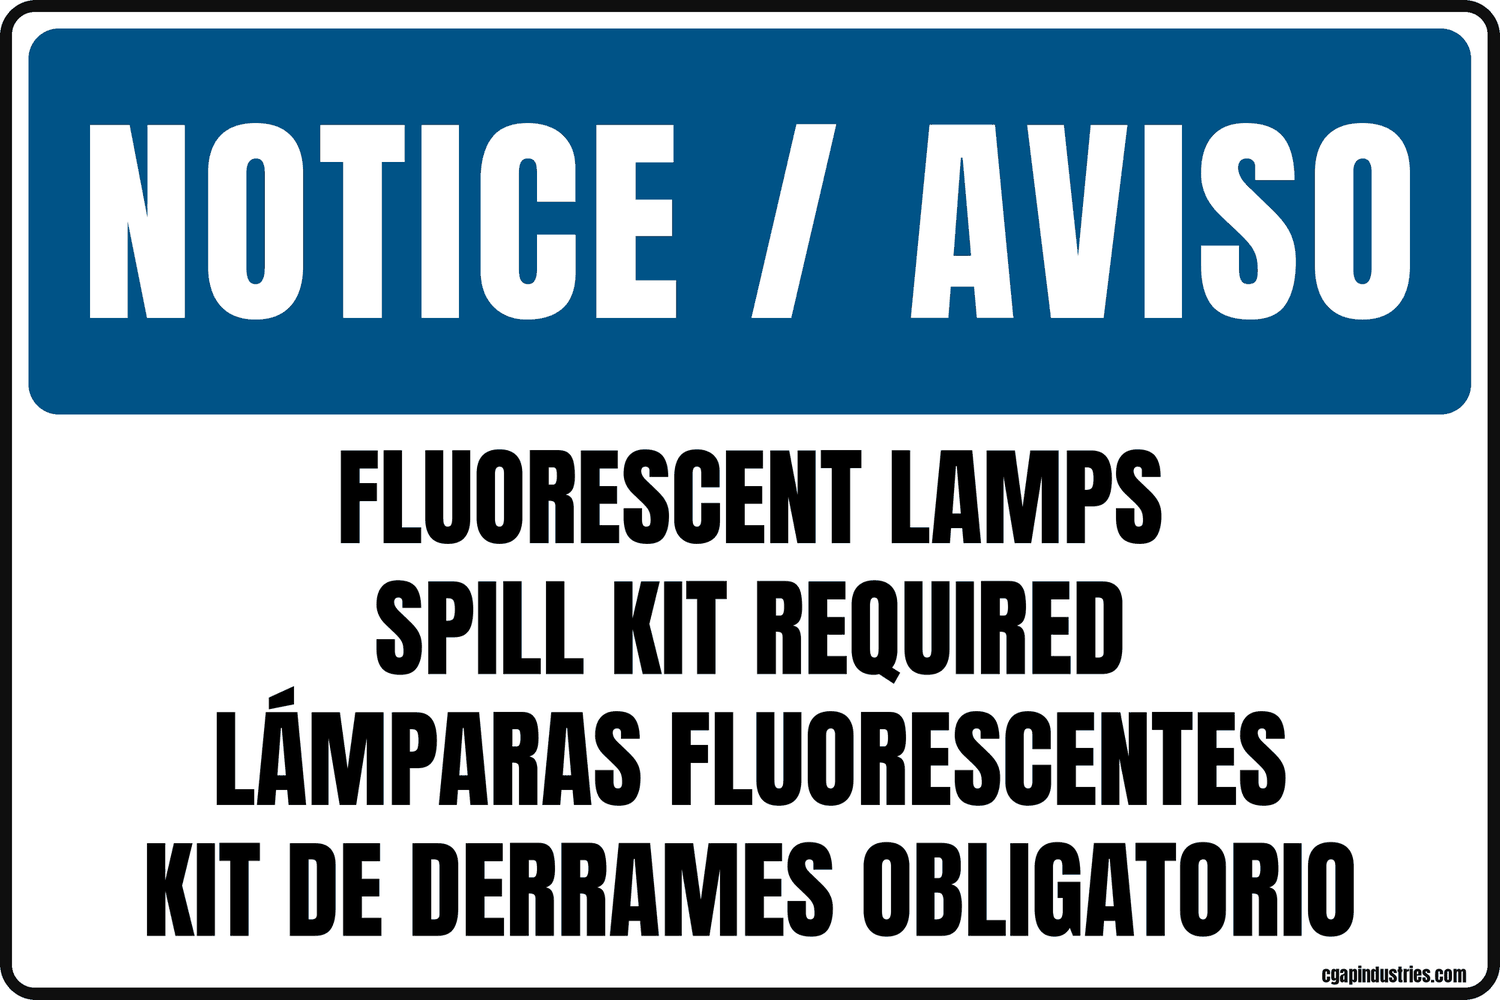 NOTICE / AVISO
FLUORESCENT LAMPS
SPILL KIT REQUIRED
LÁMPARAS FLUORESCENTES
KIT DE DERRAMES OBLIGATORIO
cgapindustries.com